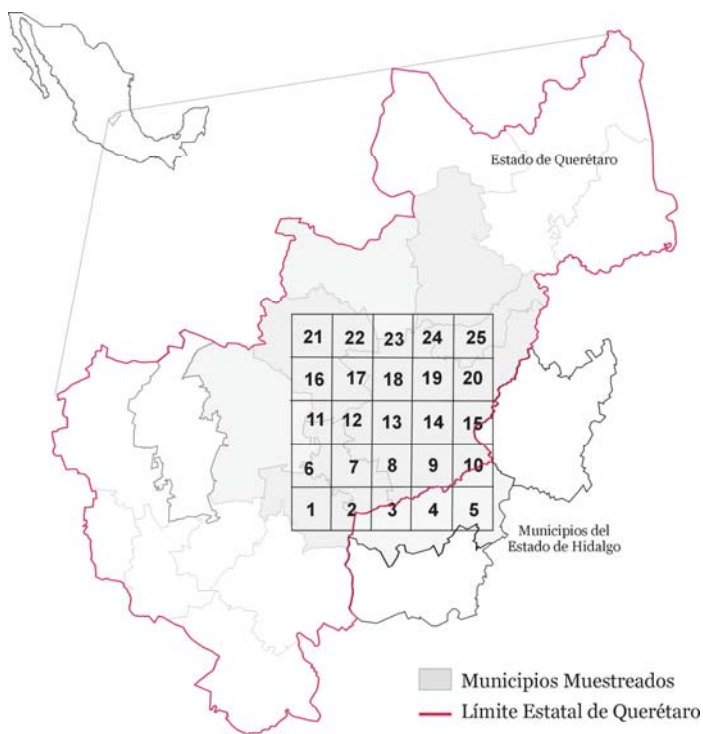 Estado de Querétaro
21 22 23 24 25
16 17 18 19 20
11 12 13 14 15
6 7 8 9 10
1 2 3 4 5
Municipios del
Estado de Hidalgo
Municipios Muestreados
Límite Estatal de Querétaro